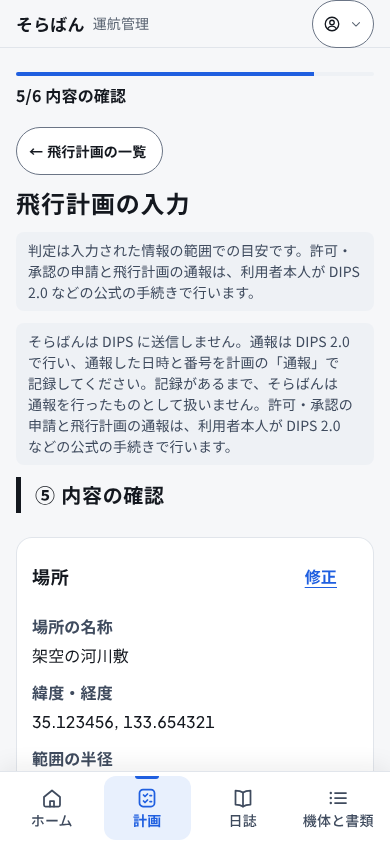 そらばん 運航管理
5/6 内容の確認
← 飛行計画の一覧
飛行計画の入力
判定は入力された情報の範囲での目安です。許可・
承認の申請と飛行計画の通報は、利用者本人が DIPS
2.0 などの公式の手続きで行います。
そらばんは DIPS に送信しません。通報は DIPS 2.0
で行い、通報した日時と番号を計画の「通報」で
記録してください。記録があるまで、そらばんは
通報を行ったものとして扱いません。許可・承認の
申請と飛行計画の通報は、利用者本人が DIPS 2.0
などの公式の手続きで行います。
⑤ 内容の確認
場所 修正
場所の名称
架空の河川敷
緯度・経度
35.123456, 133.654321
範囲の半径
ホーム 計画 日誌 機体と書類